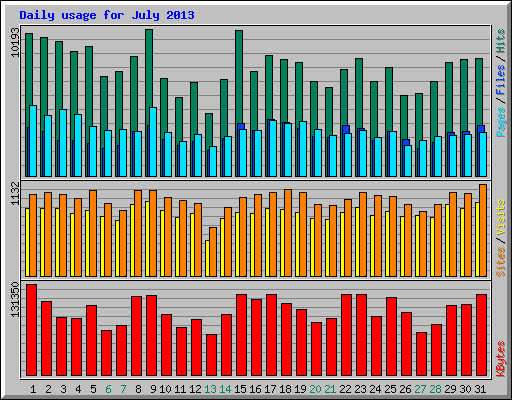 Daily usage for July 2013
10193
Pages / Files / Hits
1132
Sites / Visits
131350
KBytes
1 2 3 4 5 6 7 8 9 10 11 12 13 14 15 16 17 18 19 20 21 22 23 24 25 26 27 28 29 30 31